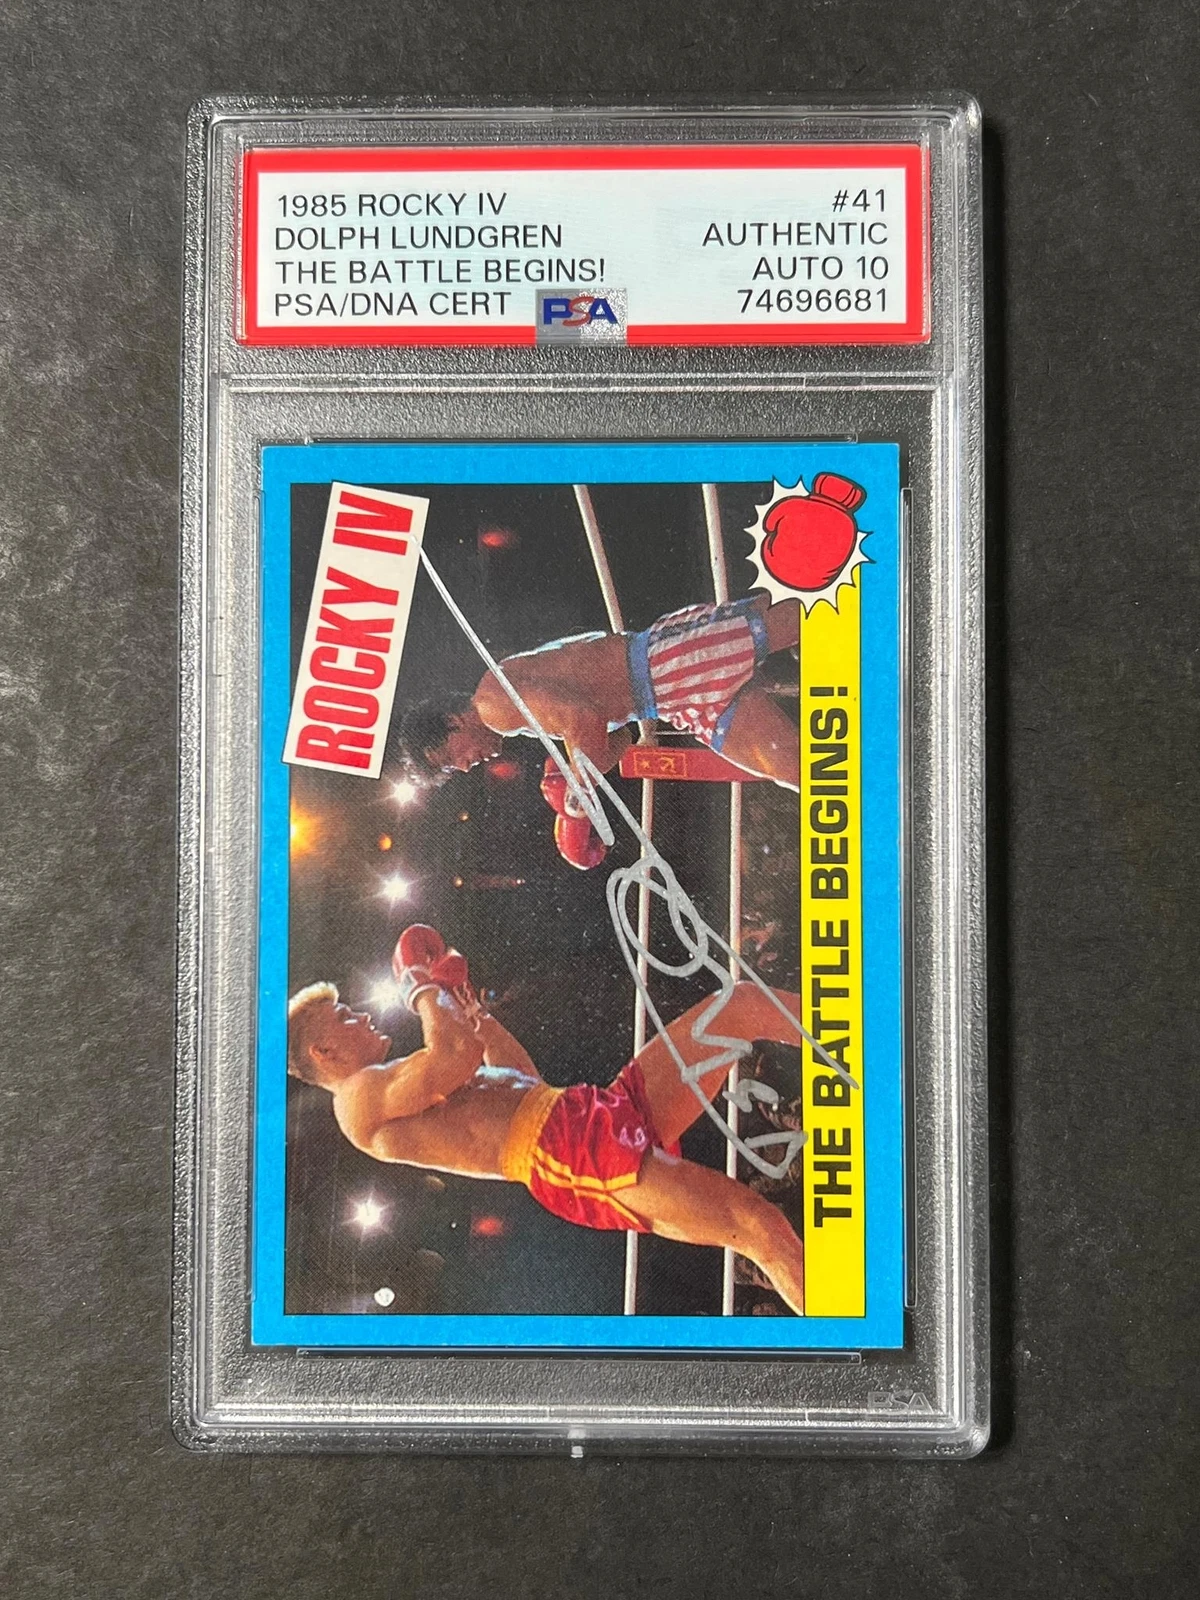 1985 ROCKY IV #41
DOLPH LUNDGREN AUTHENTIC
THE BATTLE BEGINS! AUTO 10
PSA/DNA CERT PSA 74696681
ROCKY IV
THE BATTLE BEGINS!
PSA